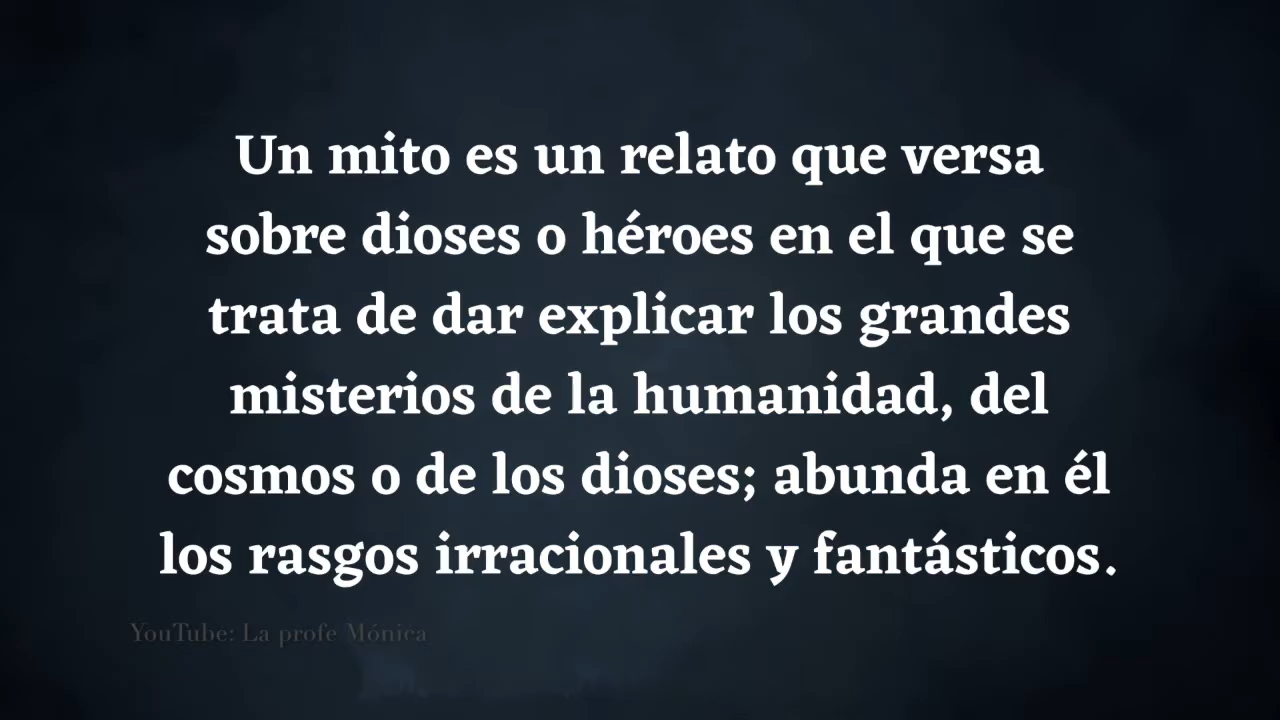 Un mito es un relato que versa
sobre dioses o héroes en el que se
trata de dar explicar los grandes
misterios de la humanidad, del
cosmos o de los dioses; abunda en él
los rasgos irracionales y fantásticos.
YouTube: La profe Mónica